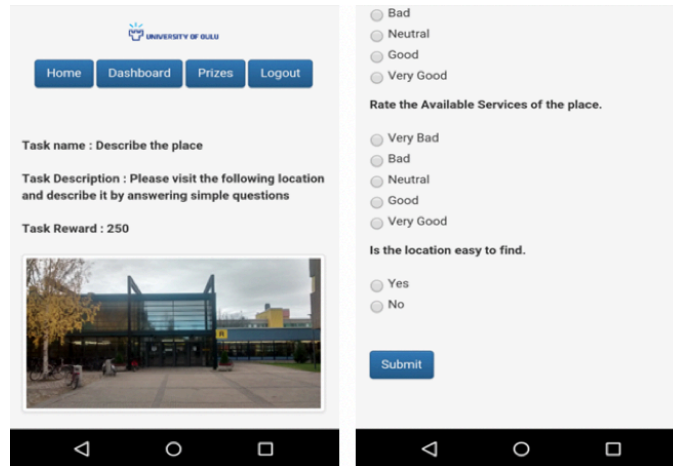 UNIVERSITY OF OULU
Home Dashboard Prizes Logout
Task name : Describe the place
Task Description : Please visit the following location
and describe it by answering simple questions
Task Reward : 250
Bad
Neutral
Good
Very Good
Rate the Available Services of the place.
Very Bad
Bad
Neutral
Good
Very Good
Is the location easy to find.
Yes
No
Submit